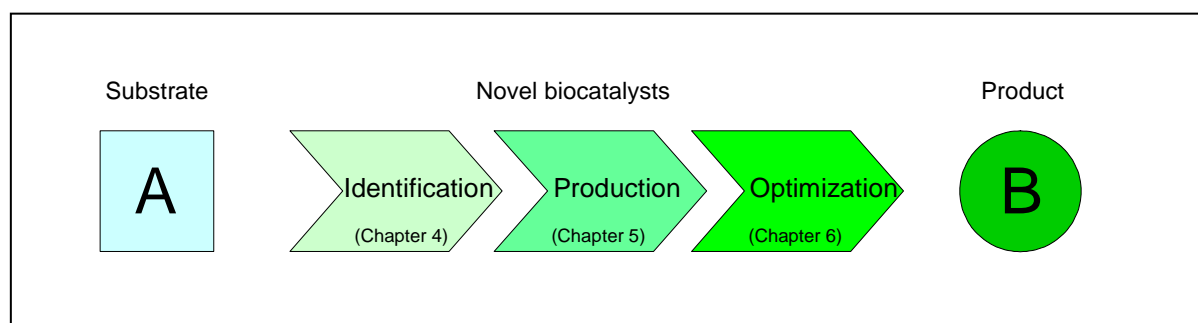 Substrate
Novel biocatalysts
Product
A
Identification
Production
Optimization
B
(Chapter 4)
(Chapter 5)
(Chapter 6)